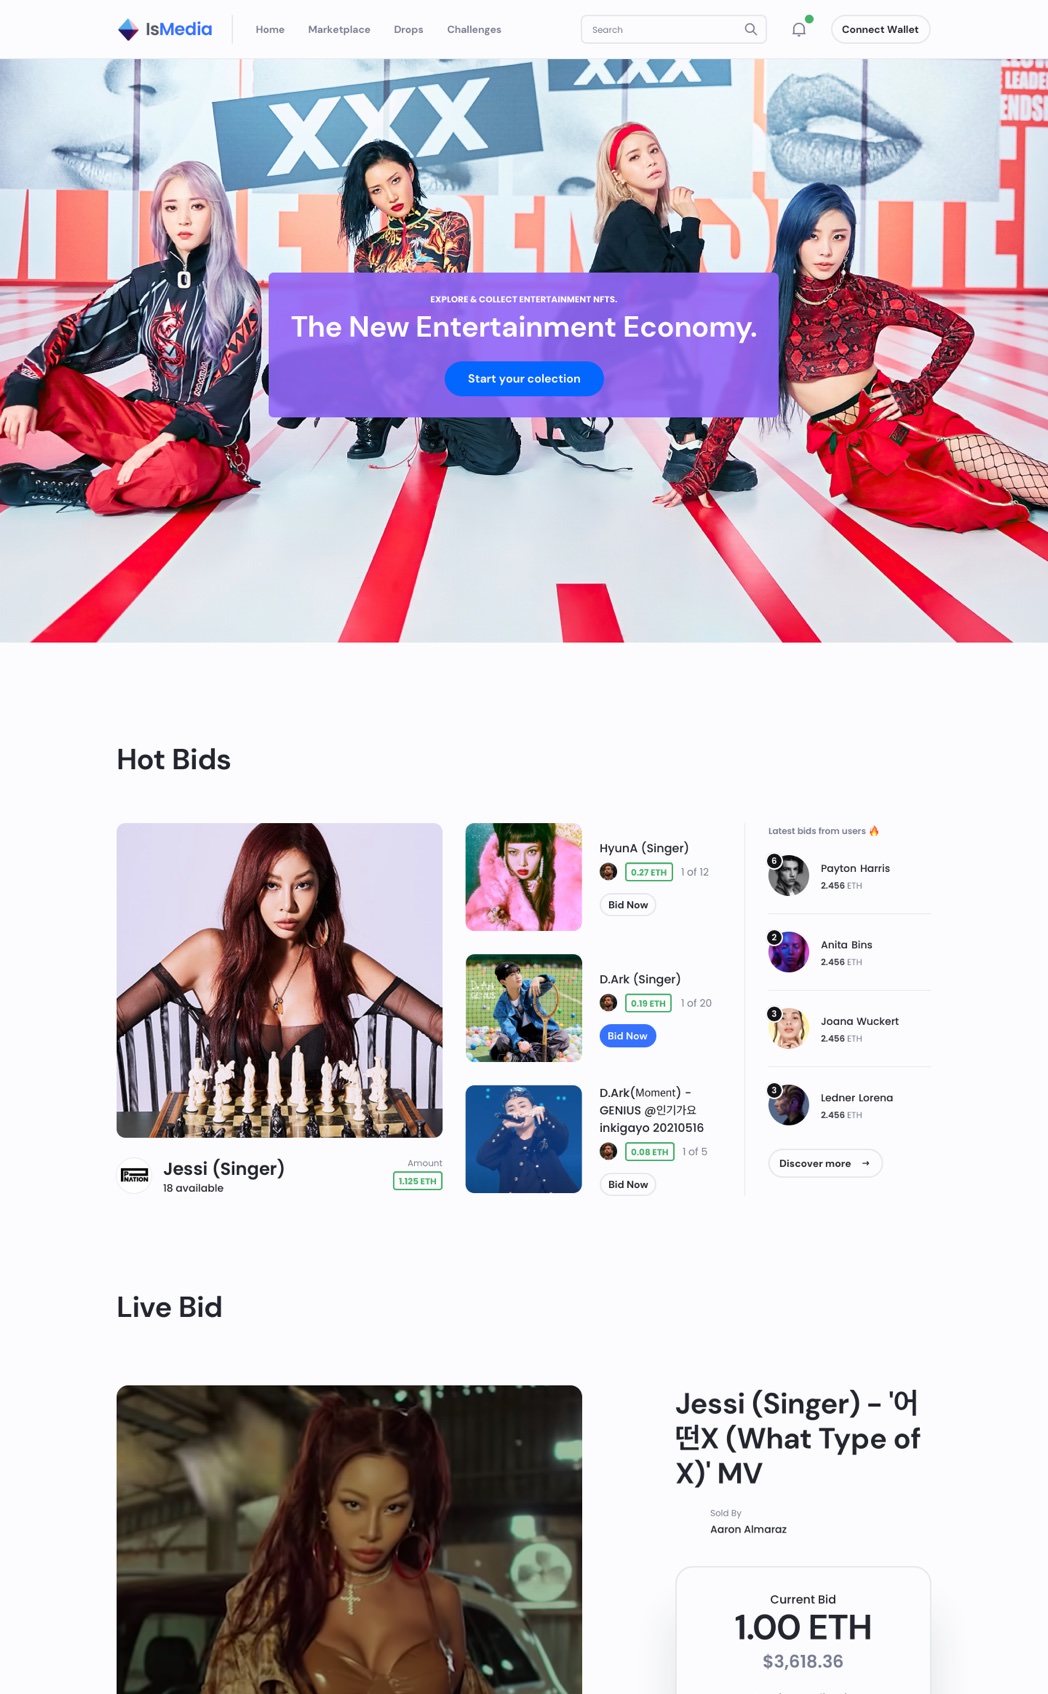 IsMedia
Home
Marketplace
Drops
Challenges
Search
Connect Wallet
XXX
XXX
LEADE
ENDSH
EXPLORE & COLLECT ENTERTAINMENT NFTS.
The New Entertainment Economy.
Start your colection
Hot Bids
P NATION
Jessi (Singer)
18 available
Amount
1.125 ETH
HyunA (Singer)
0.27 ETH
1 of 12
Bid Now
D.Ark
GENIUS
D.Ark (Singer)
0.19 ETH
1 of 20
Bid Now
D.Ark(Moment) -
GENIUS @인기가요
inkigayo 20210516
0.08 ETH
1 of 5
Bid Now
Latest bids from users 🔥
6
Payton Harris
2.456 ETH
2
Anita Bins
2.456 ETH
3
Joana Wuckert
2.456 ETH
3
Ledner Lorena
2.456 ETH
Discover more →
Live Bid
Jessi (Singer) - '어
떤X (What Type of
X)' MV
Sold By
Aaron Almaraz
Current Bid
1.00 ETH
$3,618.36